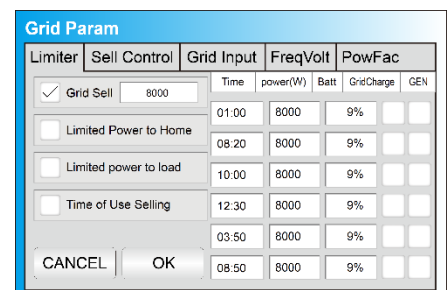 Grid Param
Limiter Sell Control Grid Input FreqVolt PowFac
Grid Sell 8000
Limited Power to Home
Limited power to load
Time of Use Selling
CANCEL OK
Time power(W) Batt GridCharge GEN
01:00 8000 9%
08:20 8000 9%
10:00 8000 9%
12:30 8000 9%
03:50 8000 9%
08:50 8000 9%